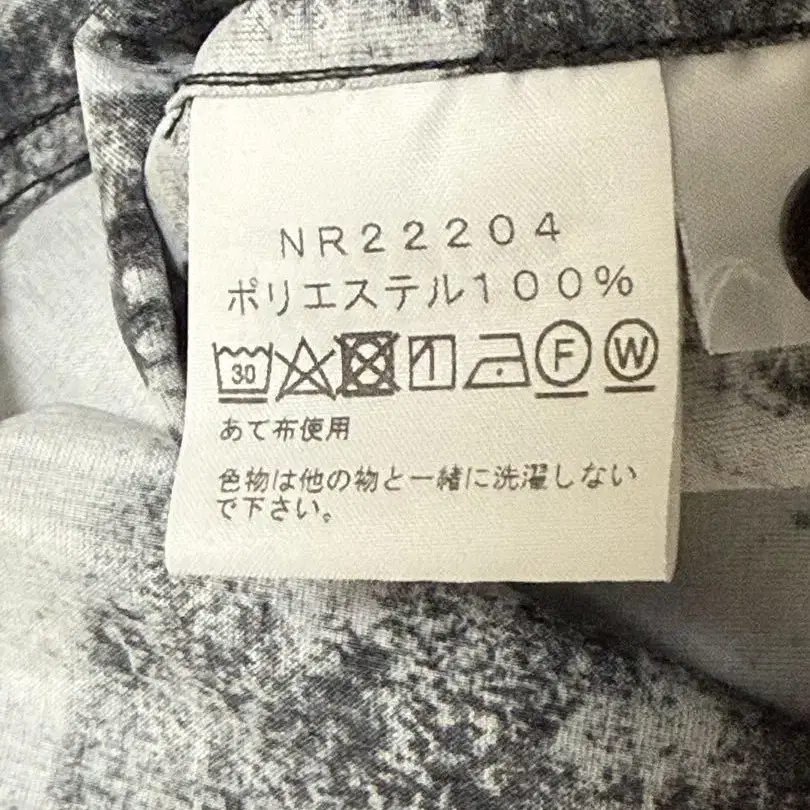 NR22204
ポリエステル100%
30 F W
あて布使用
色物は他の物と一緒に洗濯しない
で下さい。